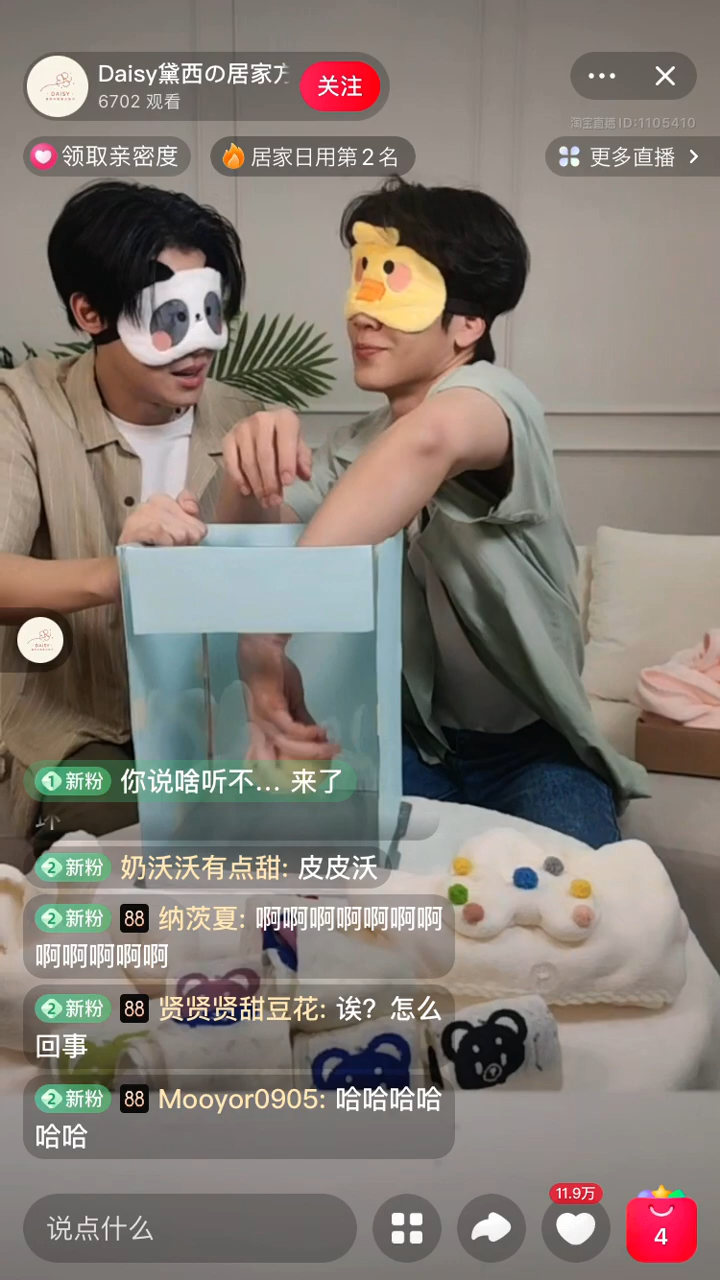 Daisy黛西の居家方
6702 观看
关注
淘宝直播ID:1105410
领取亲密度
居家日用第2名
更多直播
DAISY
1 新粉 你说啥听不... 来了
2 新粉 奶沃沃有点甜: 皮皮沃
2 新粉 88 纳茨夏: 啊啊啊啊啊啊啊
啊啊啊啊啊
2 新粉 88 贤贤贤甜豆花: 诶？怎么
回事
2 新粉 88 Mooyor0905: 哈哈哈哈
哈哈
说点什么
11.9万
4